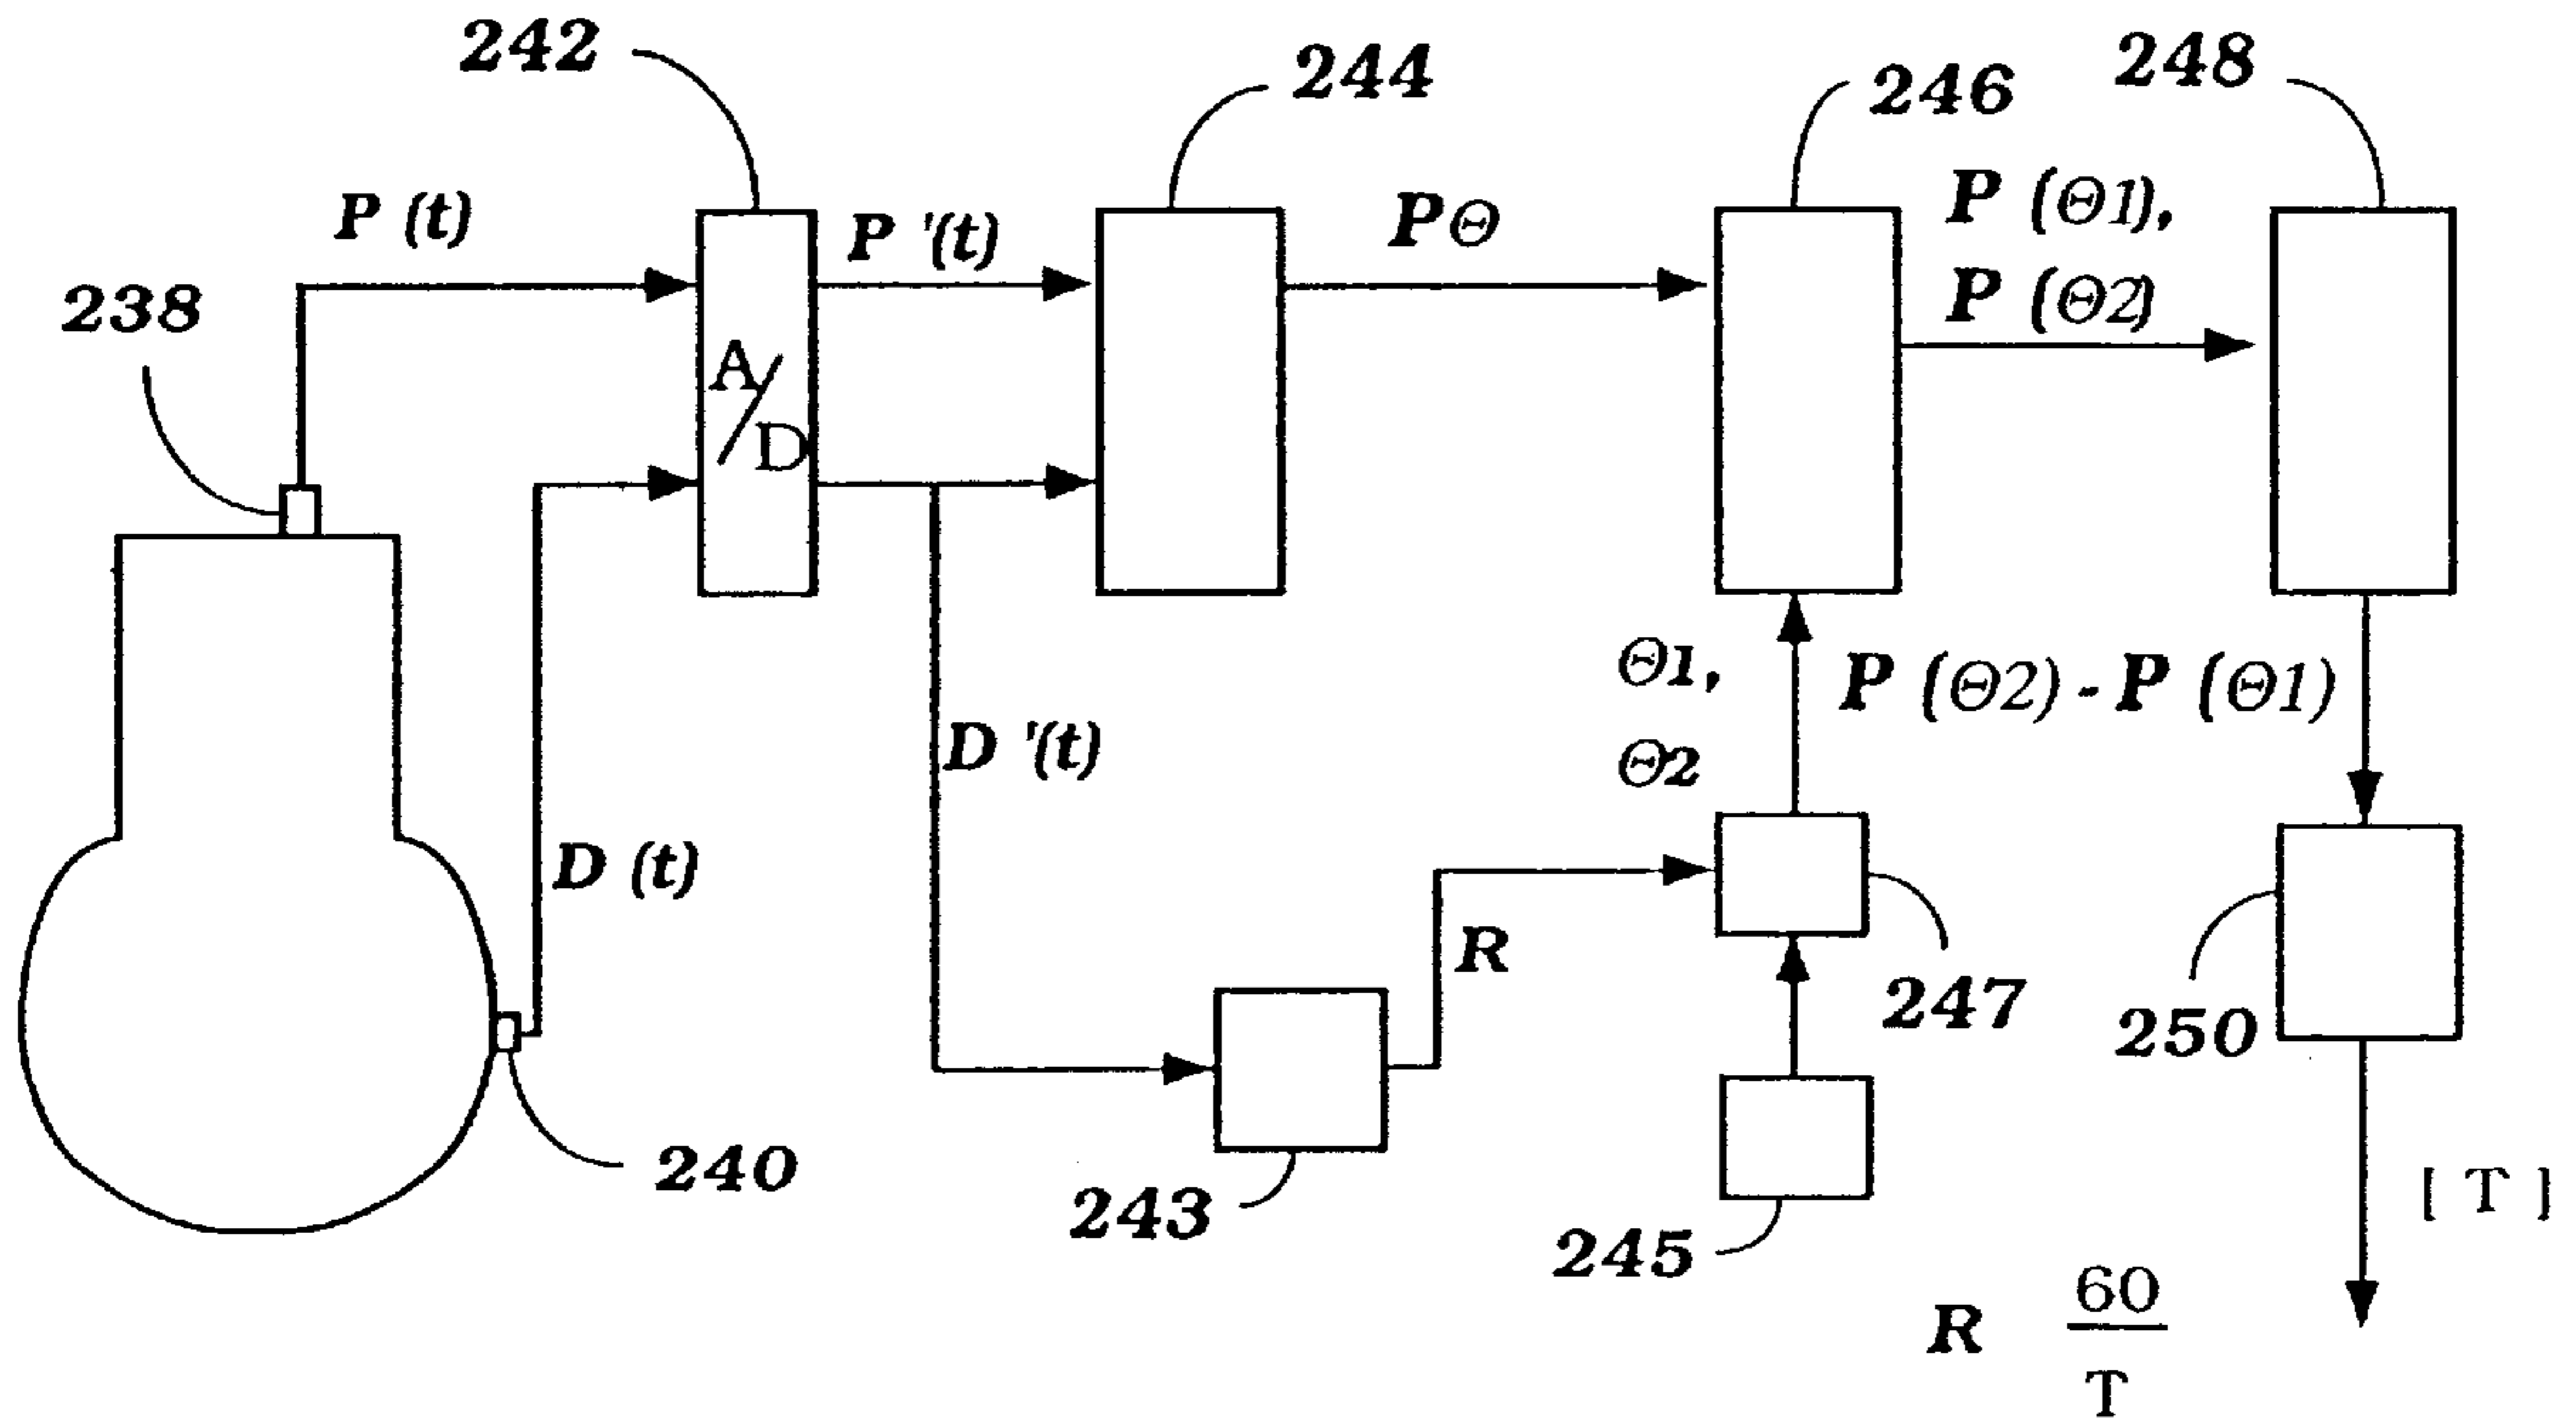 242
244
246
248
P (t)
P '(t)
PΘ
P (Θ1),
P (Θ2)
238
A/D
Θ1,
Θ2
P (Θ2) - P (Θ1)
D '(t)
D (t)
R
247
250
240
243
245
[ T ]
R 60
T